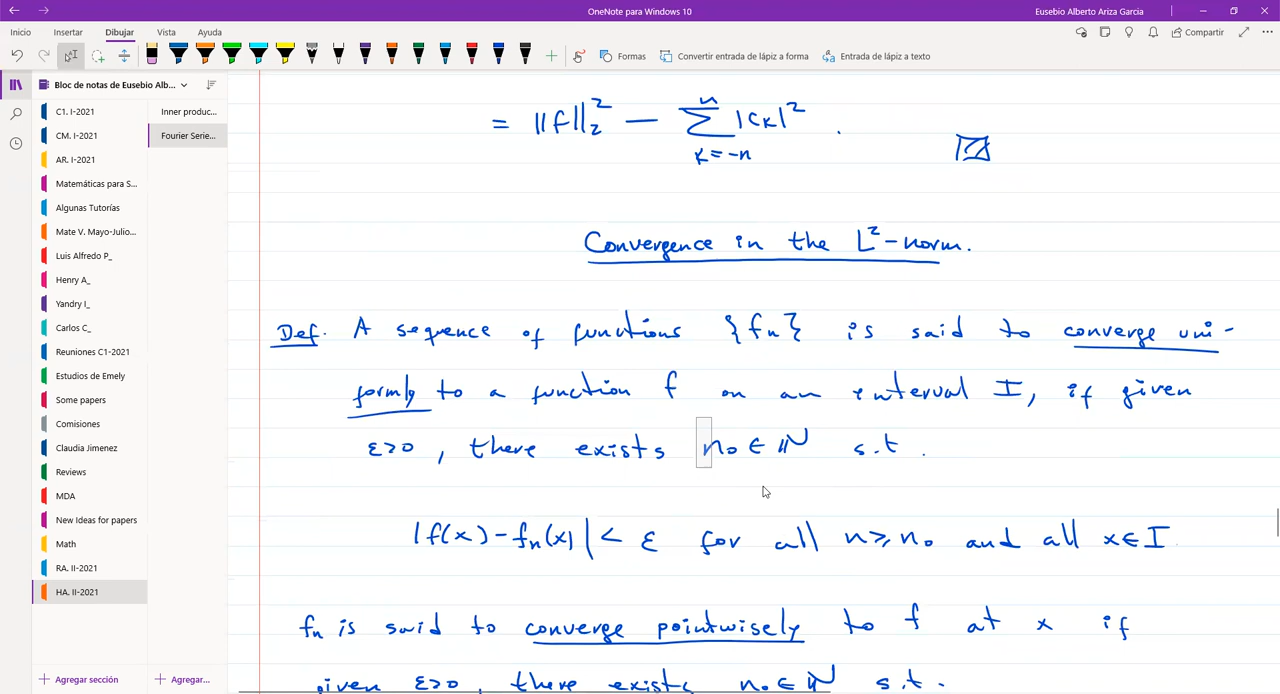 OneNote para Windows 10
Eusebio Alberto Ariza Garcia
Inicio Insertar Dibujar Vista Ayuda
Compartir
Formas Convertir entrada de lápiz a forma Entrada de lápiz a texto
Bloc de notas de Eusebio Alb...
C1. I-2021
CM. I-2021
AR. I-2021
Matemáticas para S...
Algunas Tutorías
Mate V. Mayo-Julio...
Luis Alfredo P_
Henry A_
Yandry I_
Carlos C_
Reuniones C1-2021
Estudios de Emely
Some papers
Comisiones
Claudia Jimenez
Reviews
MDA
New Ideas for papers
Math
RA. II-2021
HA. II-2021
Agregar sección
Inner produc...
Fourier Serie...
Agregar...
= ||f||₂² − Σ_{k=-n}^{n} |cₖ|² .
Convergence in the L²-norm.
Def. A sequence of functions {fn} is said to converge uni-
formly to a function f on an interval I, if given
ε>0, there exists n₀ ∈ ℕ s.t.
|f(x)-fn(x)| < ε for all n ≥ n₀ and all x ∈ I
fn is said to converge pointwisely to f at x if
given ε>0, there exists n₀ ∈ ℕ s.t.